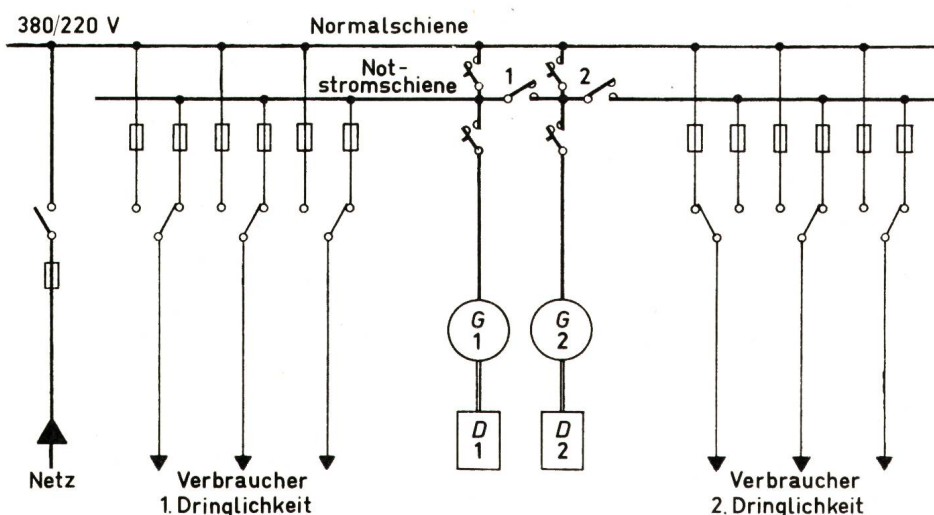 380/220 V
Normalschiene
Not-
stromschiene
1
2
G
1
G
2
D
1
D
2
Netz
Verbraucher
1. Dringlichkeit
Verbraucher
2. Dringlichkeit